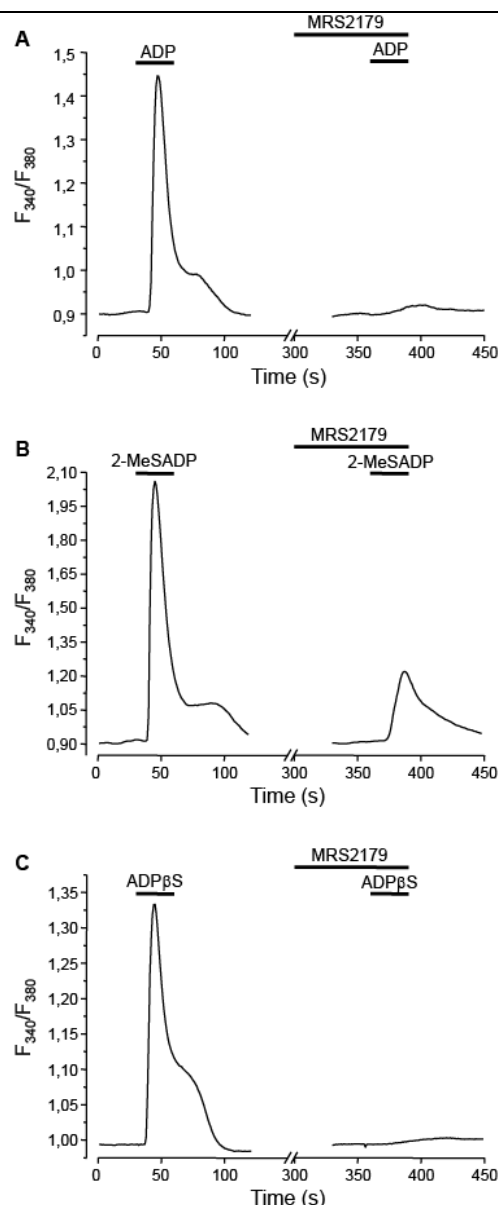 A
MRS2179
ADP
ADP
1,5
1,4
1,3
1,2
1,1
1,0
0,9
F340/F380
0 50 100 300 350 400 450
Time (s)
B
MRS2179
2-MeSADP
2-MeSADP
2,10
1,95
1,80
1,65
1,50
1,35
1,20
1,05
0,90
F340/F380
0 50 100 300 350 400 450
Time (s)
C
MRS2179
ADPβS
ADPβS
1,35
1,30
1,25
1,20
1,15
1,10
1,05
1,00
F340/F380
0 50 100 300 350 400 450
Time (s)